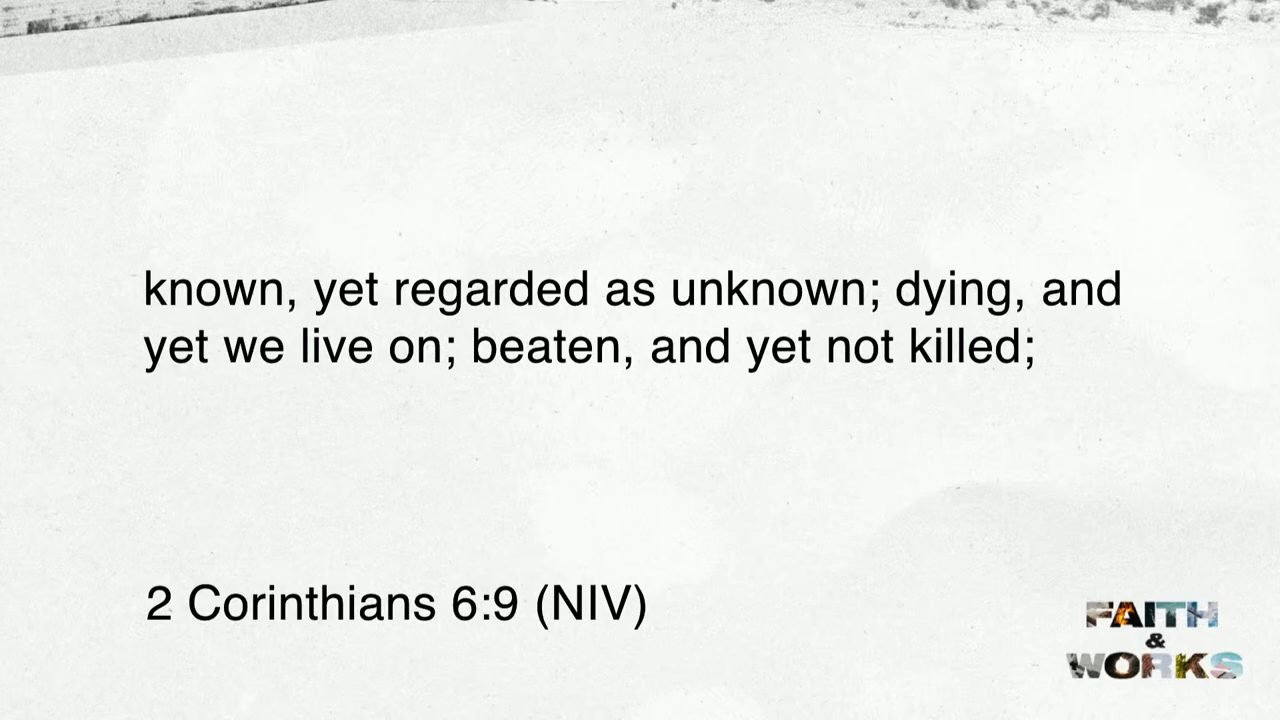 known, yet regarded as unknown; dying, and
yet we live on; beaten, and yet not killed;
2 Corinthians 6:9 (NIV)
FAITH
&
WORKS